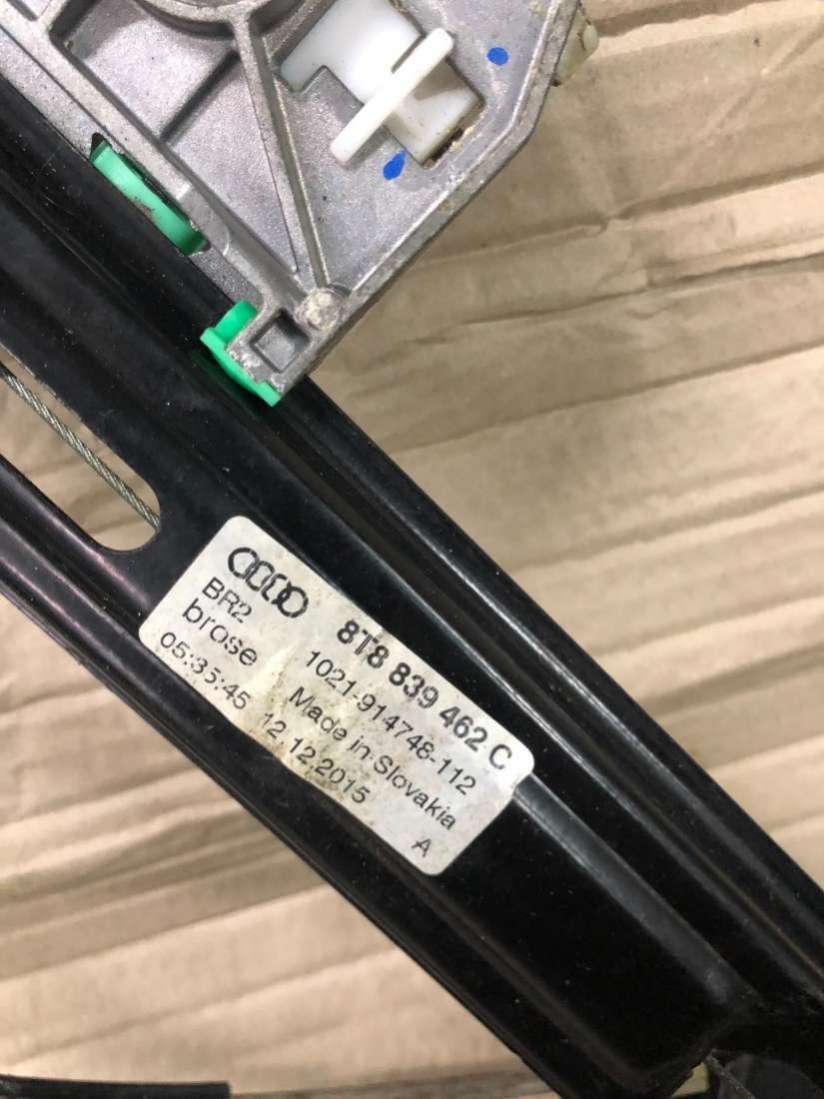 8T8 839 462 C
BR2 1021-914748-112
brose Made in Slovakia
05:35:45 12.12.2015 A